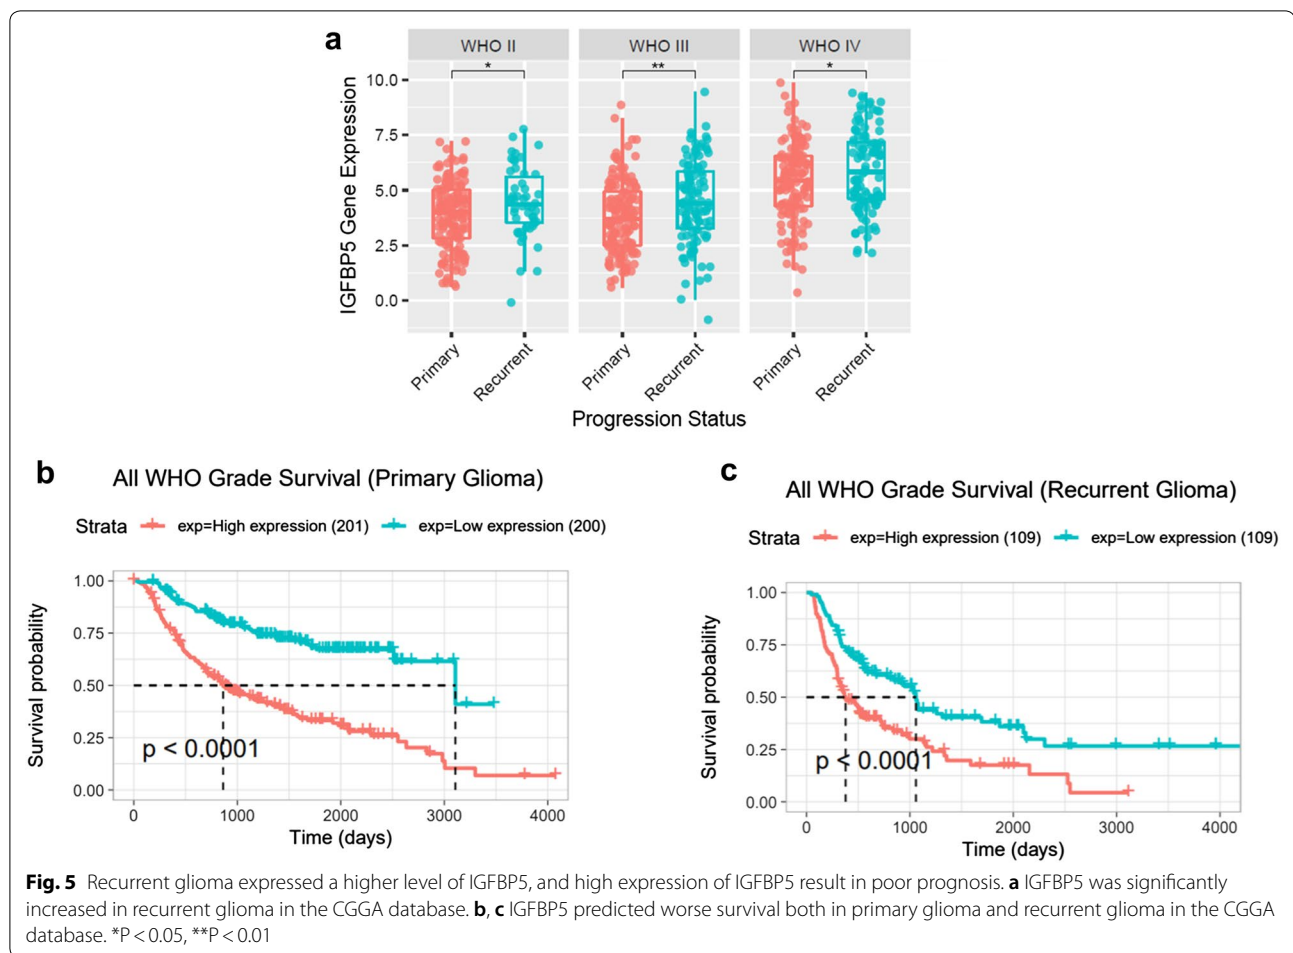 a
WHO II
WHO III
WHO IV
* ** *
10.0
7.5
5.0
2.5
0.0
IGFBP5 Gene Expression
Primary
Recurrent
Primary
Recurrent
Primary
Recurrent
Progression Status
b
All WHO Grade Survival (Primary Glioma)
Strata exp=High expression (201) exp=Low expression (200)
1.00
0.75
0.50
0.25
0.00
Survival probability
p < 0.0001
0 1000 2000 3000 4000
Time (days)
c
All WHO Grade Survival (Recurrent Glioma)
Strata exp=High expression (109) exp=Low expression (109)
1.00
0.75
0.50
0.25
0.00
Survival probability
p < 0.0001
0 1000 2000 3000 4000
Time (days)
Fig. 5 Recurrent glioma expressed a higher level of IGFBP5, and high expression of IGFBP5 result in poor prognosis. a IGFBP5 was significantly
increased in recurrent glioma in the CGGA database. b, c IGFBP5 predicted worse survival both in primary glioma and recurrent glioma in the CGGA
database. *P < 0.05, **P < 0.01